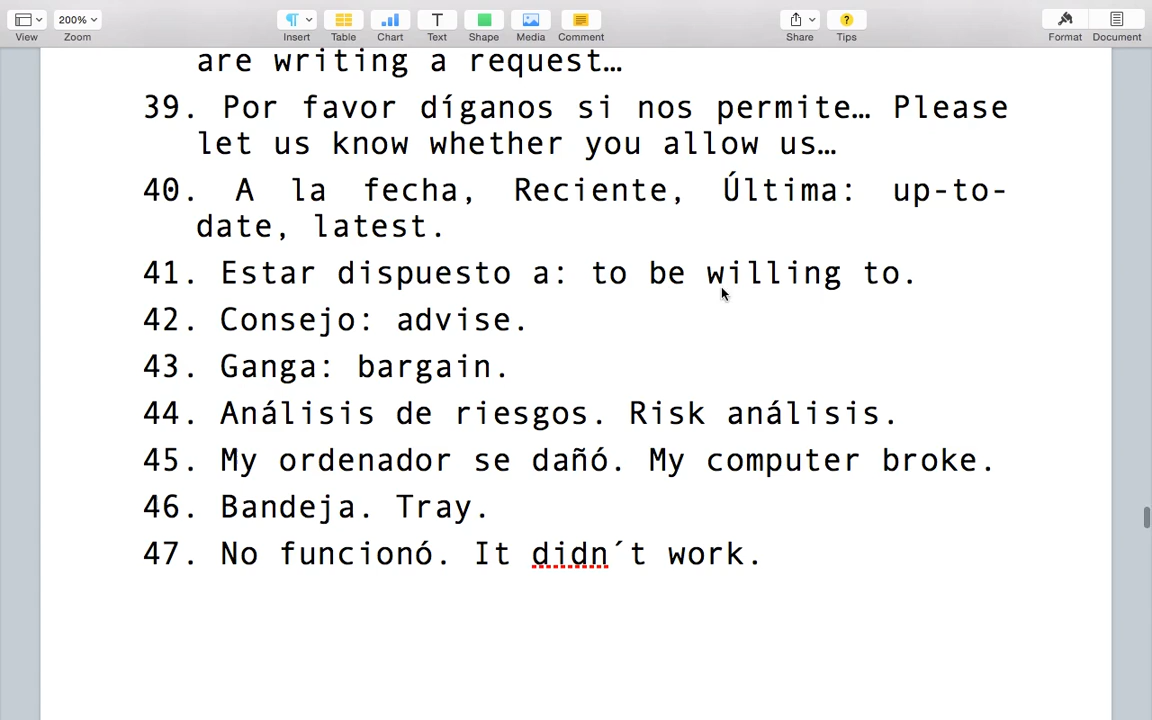 200%
View Zoom Insert Table Chart Text Shape Media Comment Share Tips Format Document
are writing a request…
39. Por favor díganos si nos permite… Please
let us know whether you allow us…
40. A la fecha, Reciente, Última: up-to-
date, latest.
41. Estar dispuesto a: to be willing to.
42. Consejo: advise.
43. Ganga: bargain.
44. Análisis de riesgos. Risk análisis.
45. My ordenador se dañó. My computer broke.
46. Bandeja. Tray.
47. No funcionó. It didn´t work.